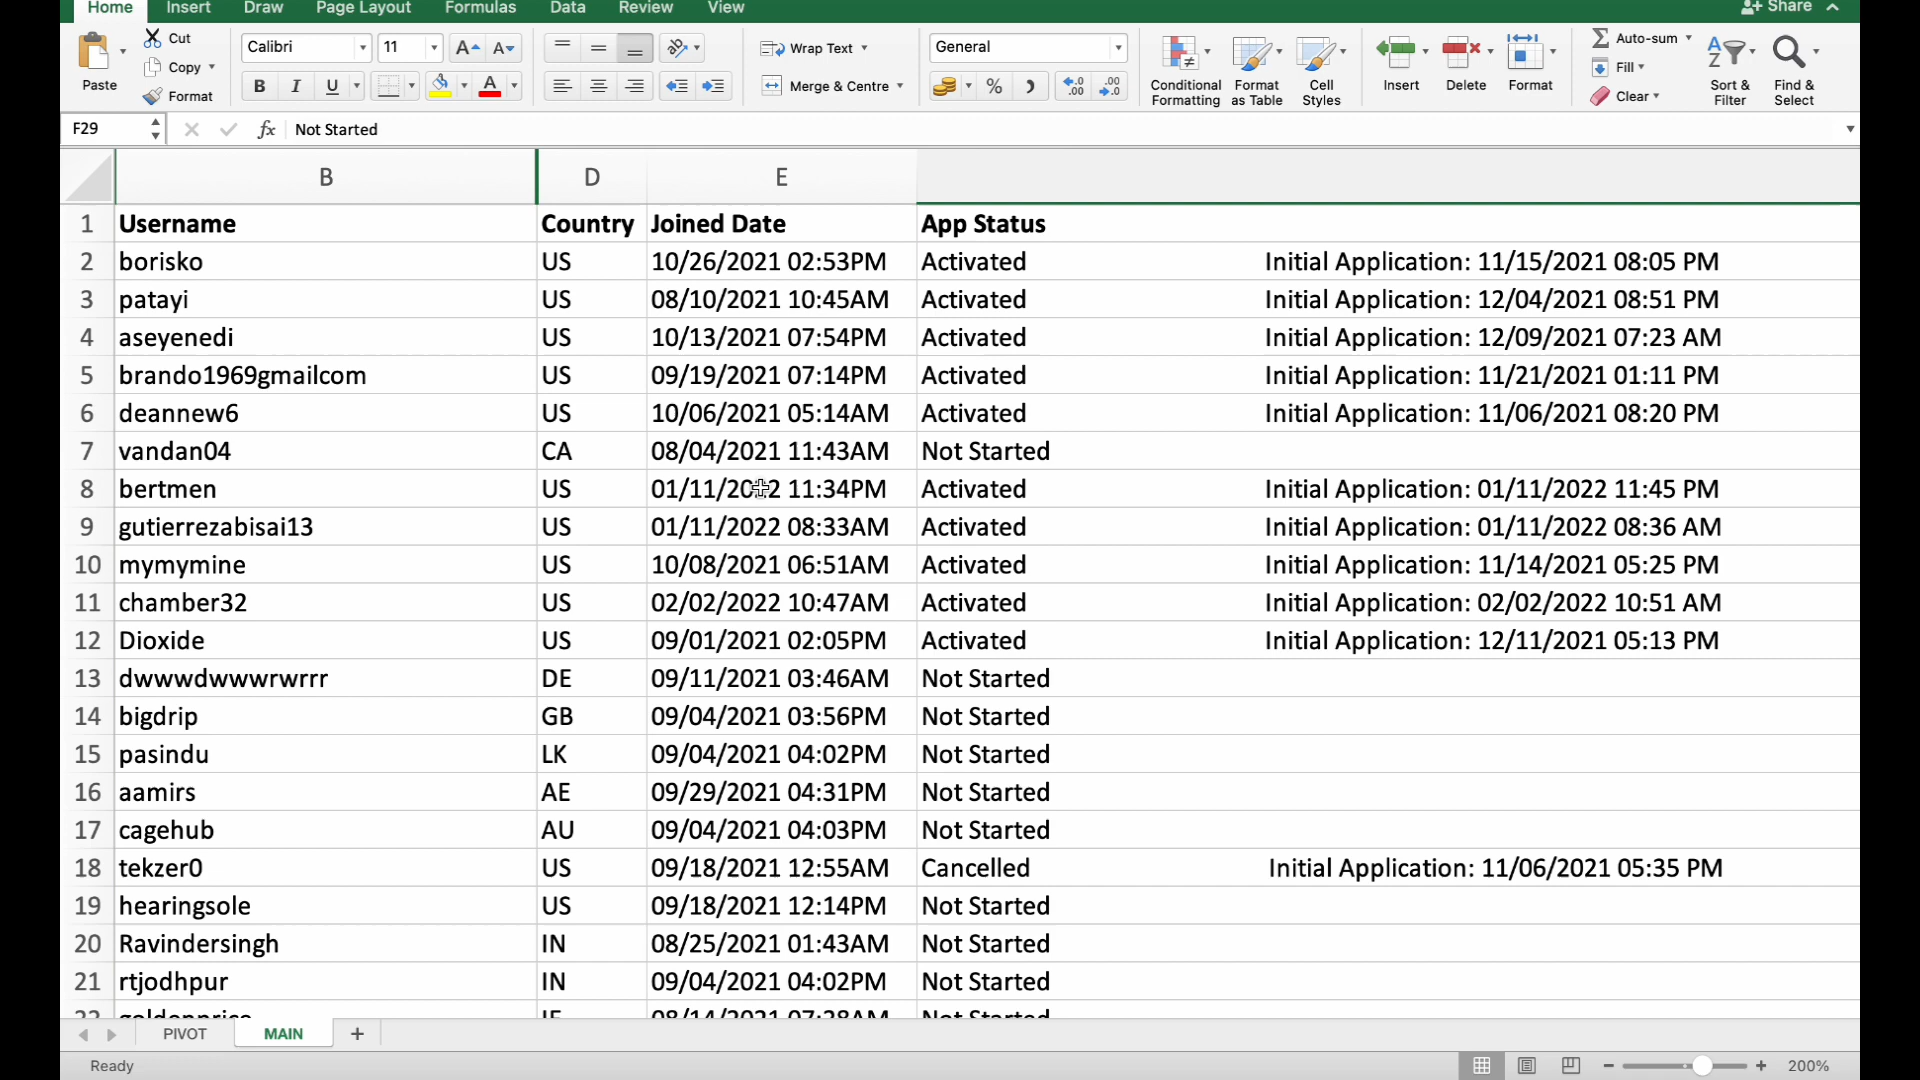 Home Insert Draw Page Layout Formulas Data Review View Share
Cut
Copy
Paste
Format
Calibri 11 A A
B I U A
Wrap Text
Merge & Centre
General
% .0 .00 .00 .0
Conditional Formatting
Format as Table
Cell Styles
Insert Delete Format
Auto-sum
Fill
Clear
Sort & Filter
Find & Select
F29 fx Not Started
B D E
1 Username Country Joined Date App Status
2 borisko US 10/26/2021 02:53PM Activated Initial Application: 11/15/2021 08:05 PM
3 patayi US 08/10/2021 10:45AM Activated Initial Application: 12/04/2021 08:51 PM
4 aseyenedi US 10/13/2021 07:54PM Activated Initial Application: 12/09/2021 07:23 AM
5 brando1969gmailcom US 09/19/2021 07:14PM Activated Initial Application: 11/21/2021 01:11 PM
6 deannew6 US 10/06/2021 05:14AM Activated Initial Application: 11/06/2021 08:20 PM
7 vandan04 CA 08/04/2021 11:43AM Not Started
8 bertmen US 01/11/2022 11:34PM Activated Initial Application: 01/11/2022 11:45 PM
9 gutierrezabisai13 US 01/11/2022 08:33AM Activated Initial Application: 01/11/2022 08:36 AM
10 mymymine US 10/08/2021 06:51AM Activated Initial Application: 11/14/2021 05:25 PM
11 chamber32 US 02/02/2022 10:47AM Activated Initial Application: 02/02/2022 10:51 AM
12 Dioxide US 09/01/2021 02:05PM Activated Initial Application: 12/11/2021 05:13 PM
13 dwwwdwwwrwrrr DE 09/11/2021 03:46AM Not Started
14 bigdrip GB 09/04/2021 03:56PM Not Started
15 pasindu LK 09/04/2021 04:02PM Not Started
16 aamirs AE 09/29/2021 04:31PM Not Started
17 cagehub AU 09/04/2021 04:03PM Not Started
18 tekzer0 US 09/18/2021 12:55AM Cancelled Initial Application: 11/06/2021 05:35 PM
19 hearingsole US 09/18/2021 12:14PM Not Started
20 Ravindersingh IN 08/25/2021 01:43AM Not Started
21 rtjodhpur IN 09/04/2021 04:02PM Not Started
PIVOT MAIN +
Ready 200%